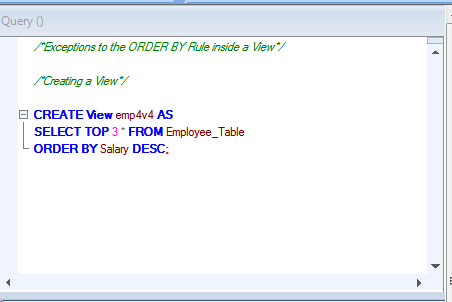 Query ()
/*Exceptions to the ORDER BY Rule inside a View*/
/*Creating a View*/
CREATE View emp4v4 AS
SELECT TOP 3 * FROM Employee_Table
ORDER BY Salary DESC;